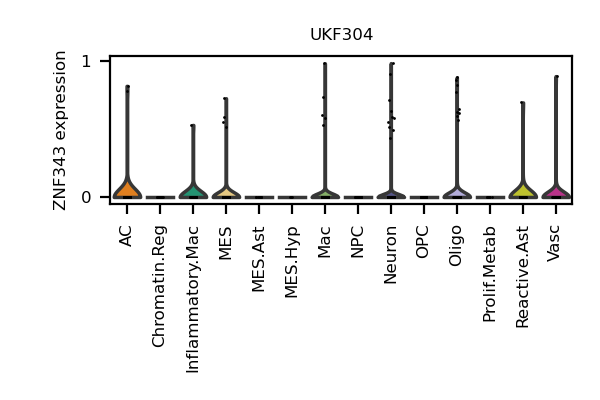 UKF304
ZNF343 expression
1
0
AC
Chromatin.Reg
Inflammatory.Mac
MES
MES.Ast
MES.Hyp
Mac
NPC
Neuron
OPC
Oligo
Prolif.Metab
Reactive.Ast
Vasc